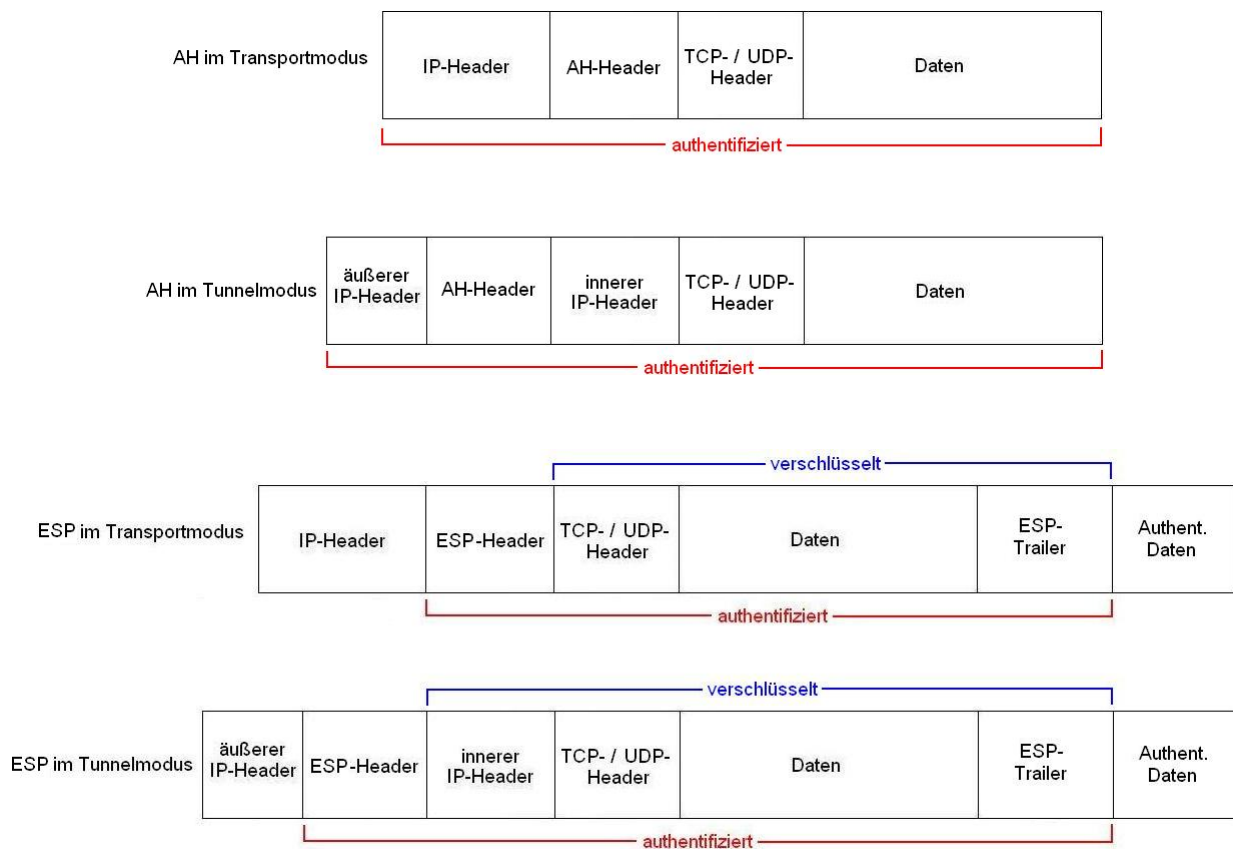 AH im Transportmodus
IP-Header
AH-Header
TCP- / UDP-
Header
Daten
authentifiziert
AH im Tunnelmodus
äußerer
IP-Header
AH-Header
innerer
IP-Header
TCP- / UDP-
Header
Daten
authentifiziert
verschlüsselt
ESP im Transportmodus
IP-Header
ESP-Header
TCP- / UDP-
Header
Daten
ESP-
Trailer
Authent.
Daten
authentifiziert
verschlüsselt
ESP im Tunnelmodus
äußerer
IP-Header
ESP-Header
innerer
IP-Header
TCP- / UDP-
Header
Daten
ESP-
Trailer
Authent.
Daten
authentifiziert